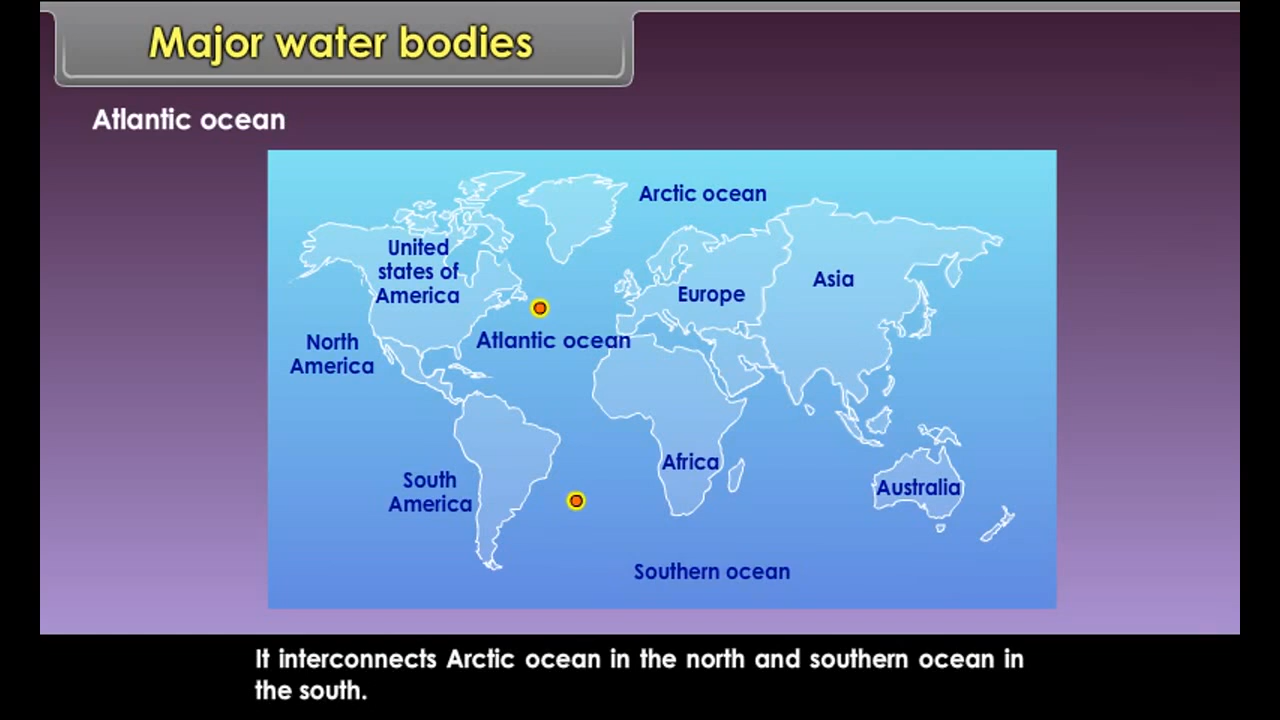 Major water bodies
Atlantic ocean
Arctic ocean
United
states of
America
Asia
Europe
North
America
Atlantic ocean
Africa
South
America
Australia
Southern ocean
It interconnects Arctic ocean in the north and southern ocean in
the south.